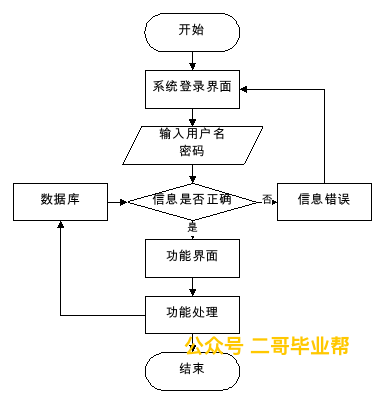 开始
系统登录界面
输入用户名
密码
数据库
信息是否正确
否
信息错误
是
功能界面
功能处理
公众号 二哥毕业帮
结束